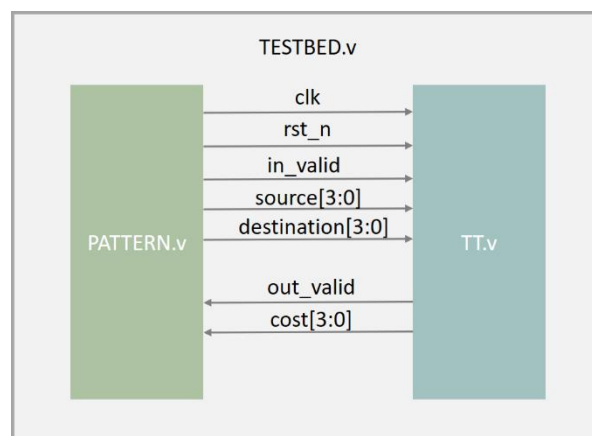 TESTBED.v
clk
rst_n
in_valid
source[3:0]
destination[3:0]
PATTERN.v
TT.v
out_valid
cost[3:0]